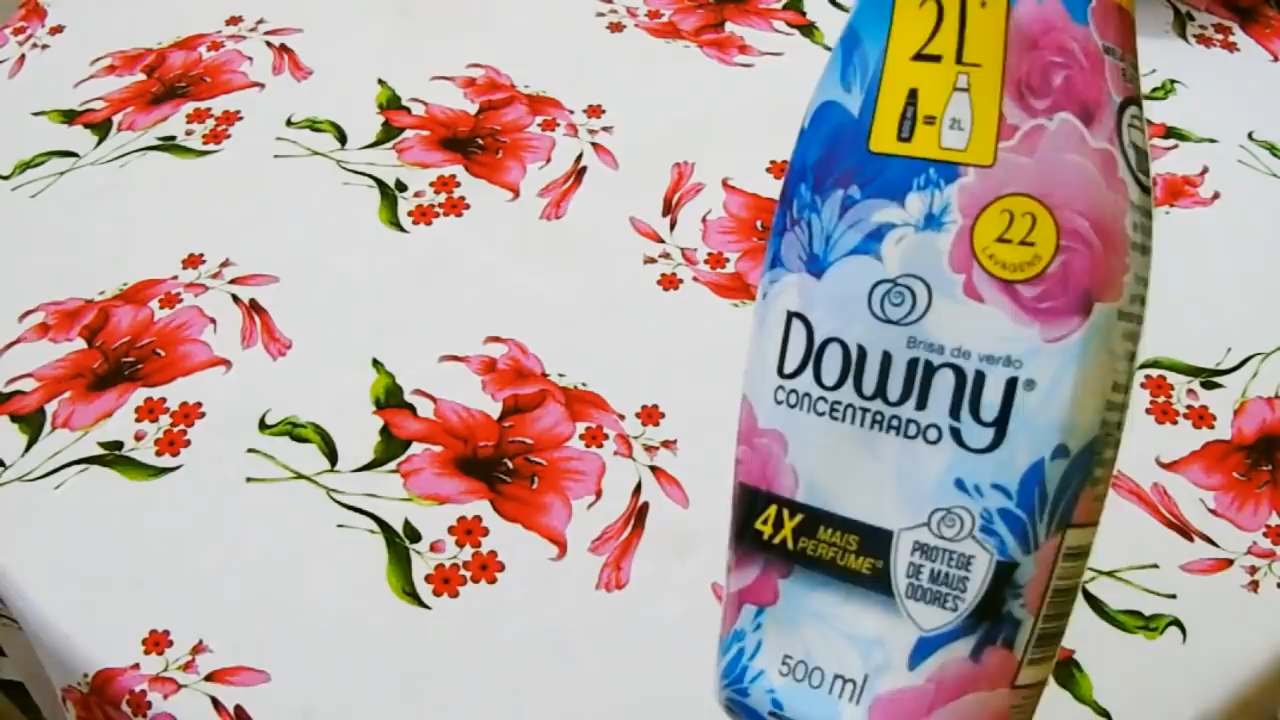 2L*
= 2L
22
LAVAGENS
Brisa de verão
Downy®
CONCENTRADO
4X MAIS
PERFUME*
PROTEGE
DE MAUS
ODORES*
500 ml